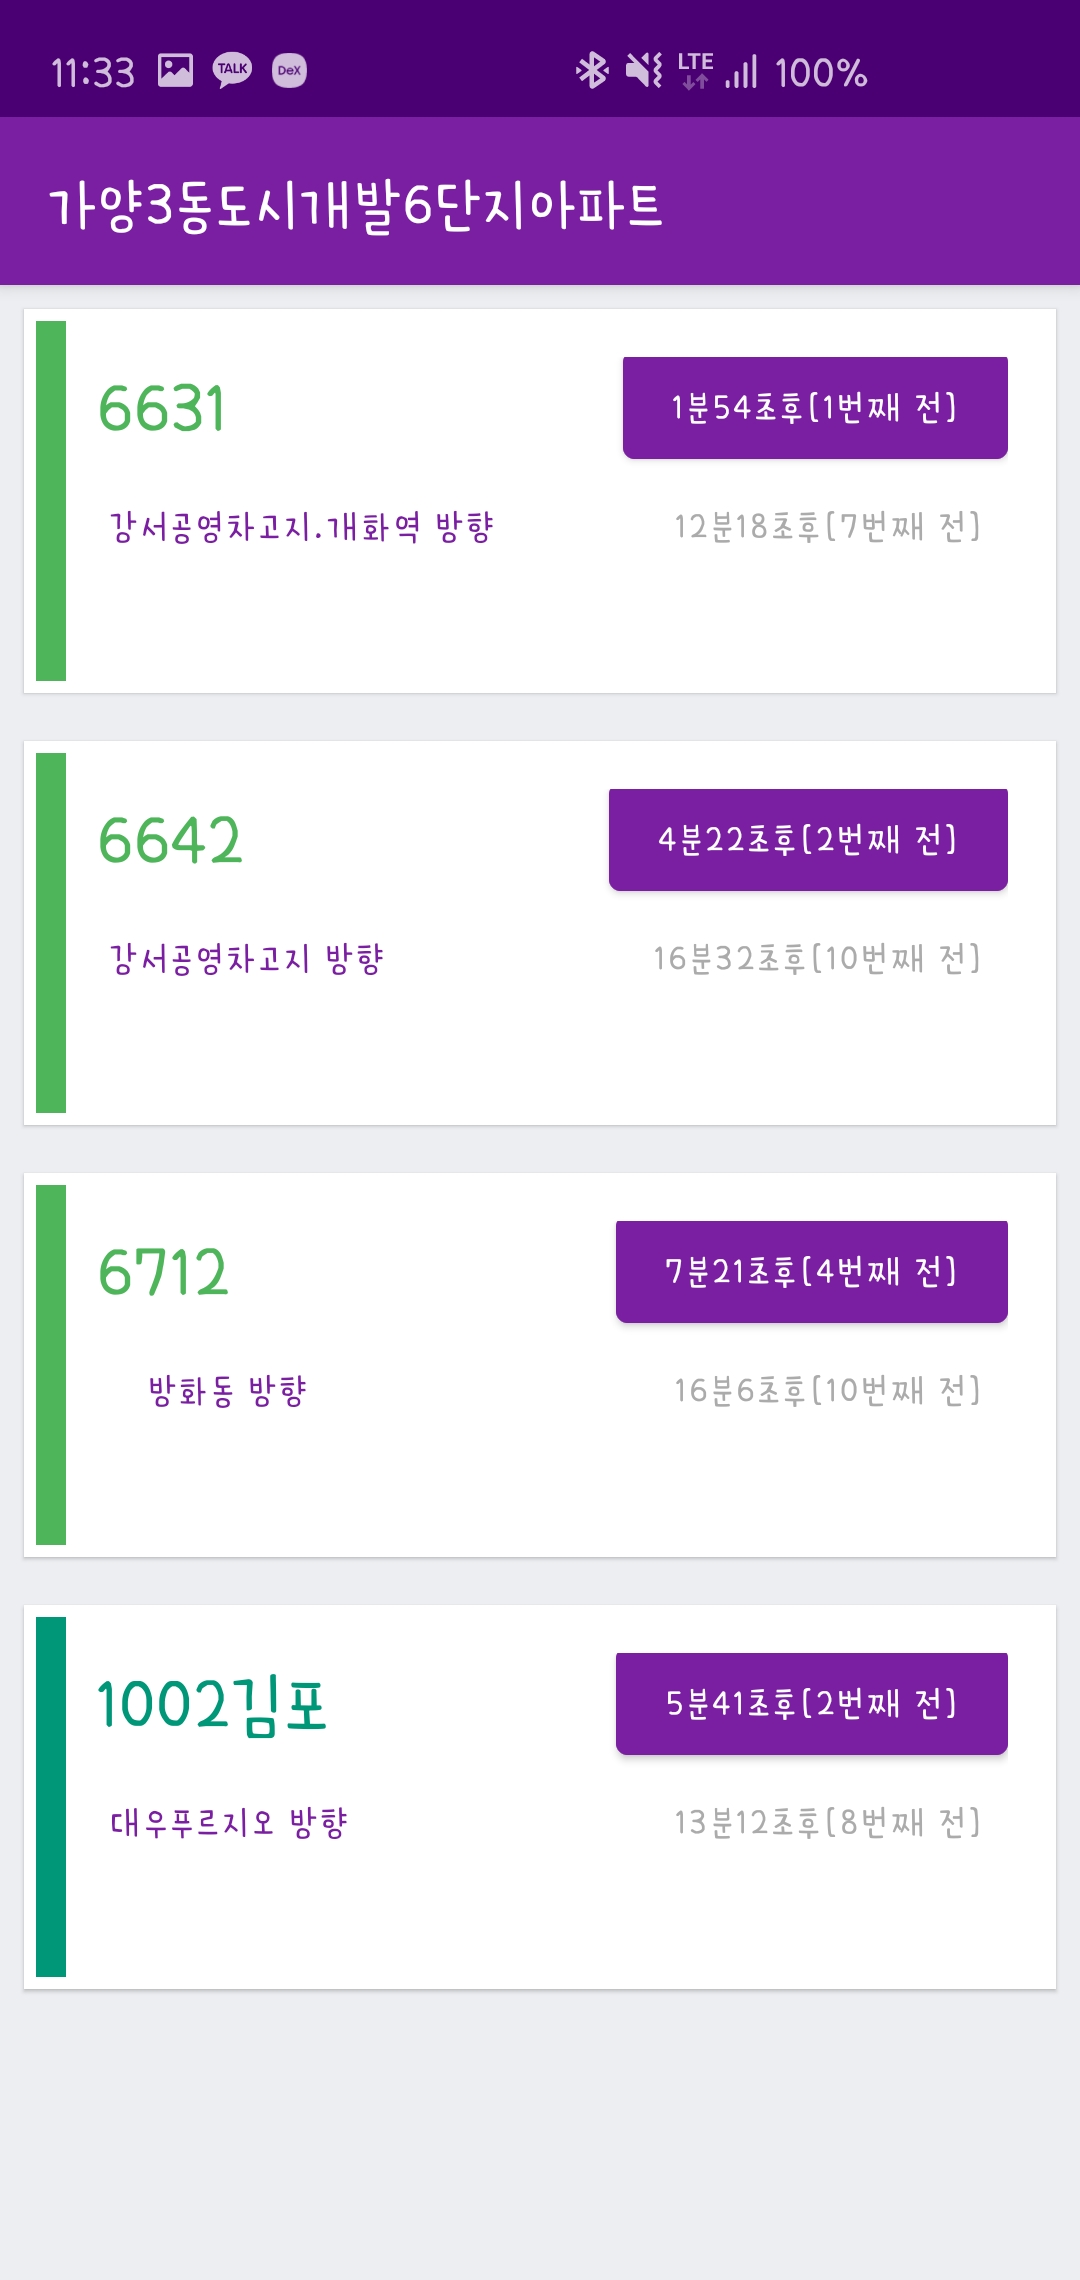 11:33 TALK DeX LTE 100%
가양3동도시개발6단지아파트
6631 1분54초후[1번째 전]
강서공영차고지.개화역 방향 12분18초후[7번째 전]
6642 4분22초후[2번째 전]
강서공영차고지 방향 16분32초후[10번째 전]
6712 7분21초후[4번째 전]
방화동 방향 16분6초후[10번째 전]
1002김포 5분41초후[2번째 전]
대우푸르지오 방향 13분12초후[8번째 전]